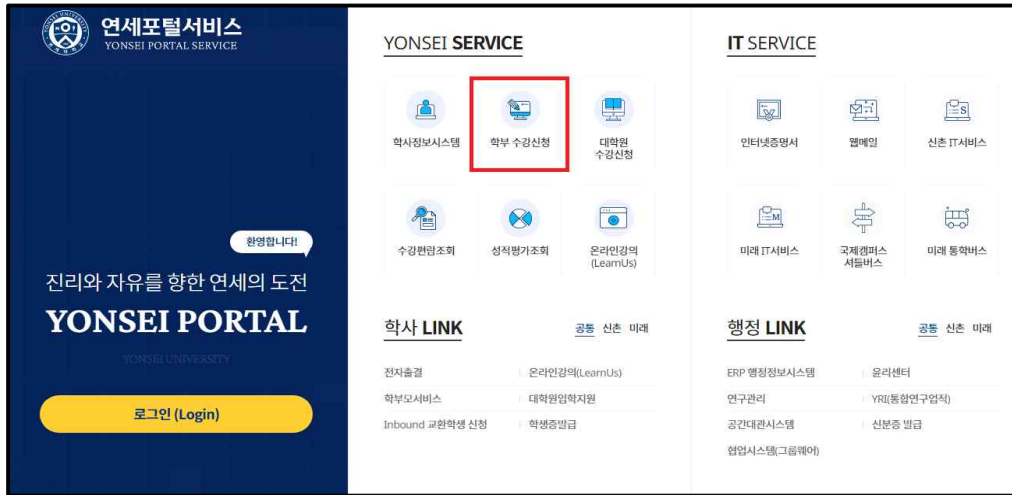 연세포털서비스
YONSEI PORTAL SERVICE
환영합니다!
진리와 자유를 향한 연세의 도전
YONSEI PORTAL
YONSEI UNIVERSITY
로그인 (Login)
YONSEI SERVICE
학사정보시스템
학부 수강신청
대학원
수강신청
수강편람조회
성적평가조회
온라인강의
(LearnUs)
IT SERVICE
인터넷증명서
웹메일
신촌 IT서비스
미래 IT서비스
국제캠퍼스
셔틀버스
미래 통학버스
학사 LINK
공통 신촌 미래
전자출결
온라인강의(LearnUs)
학부모서비스
대학원입학지원
Inbound 교환학생 신청
학생증발급
행정 LINK
공통 신촌 미래
ERP 행정정보시스템
윤리센터
연구관리
YRI(통합연구업적)
공간대관시스템
신분증 발급
협업시스템(그룹웨어)